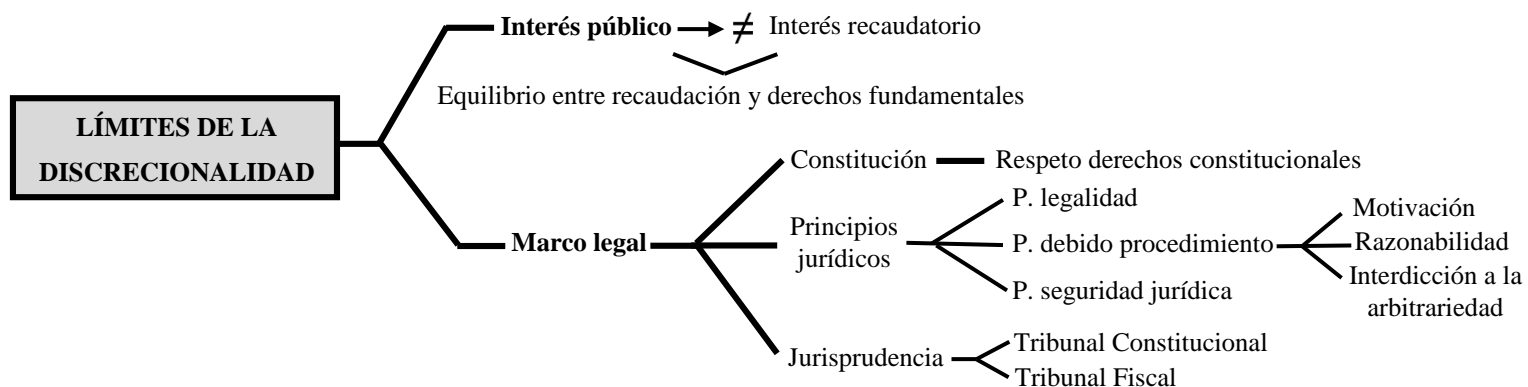 Interés público ≠ Interés recaudatorio
Equilibrio entre recaudación y derechos fundamentales
LÍMITES DE LA
DISCRECIONALIDAD
Constitución
Respeto derechos constitucionales
Marco legal
Principios
jurídicos
P. legalidad
P. debido procedimiento
P. seguridad jurídica
Motivación
Razonabilidad
Interdicción a la
arbitrariedad
Jurisprudencia
Tribunal Constitucional
Tribunal Fiscal